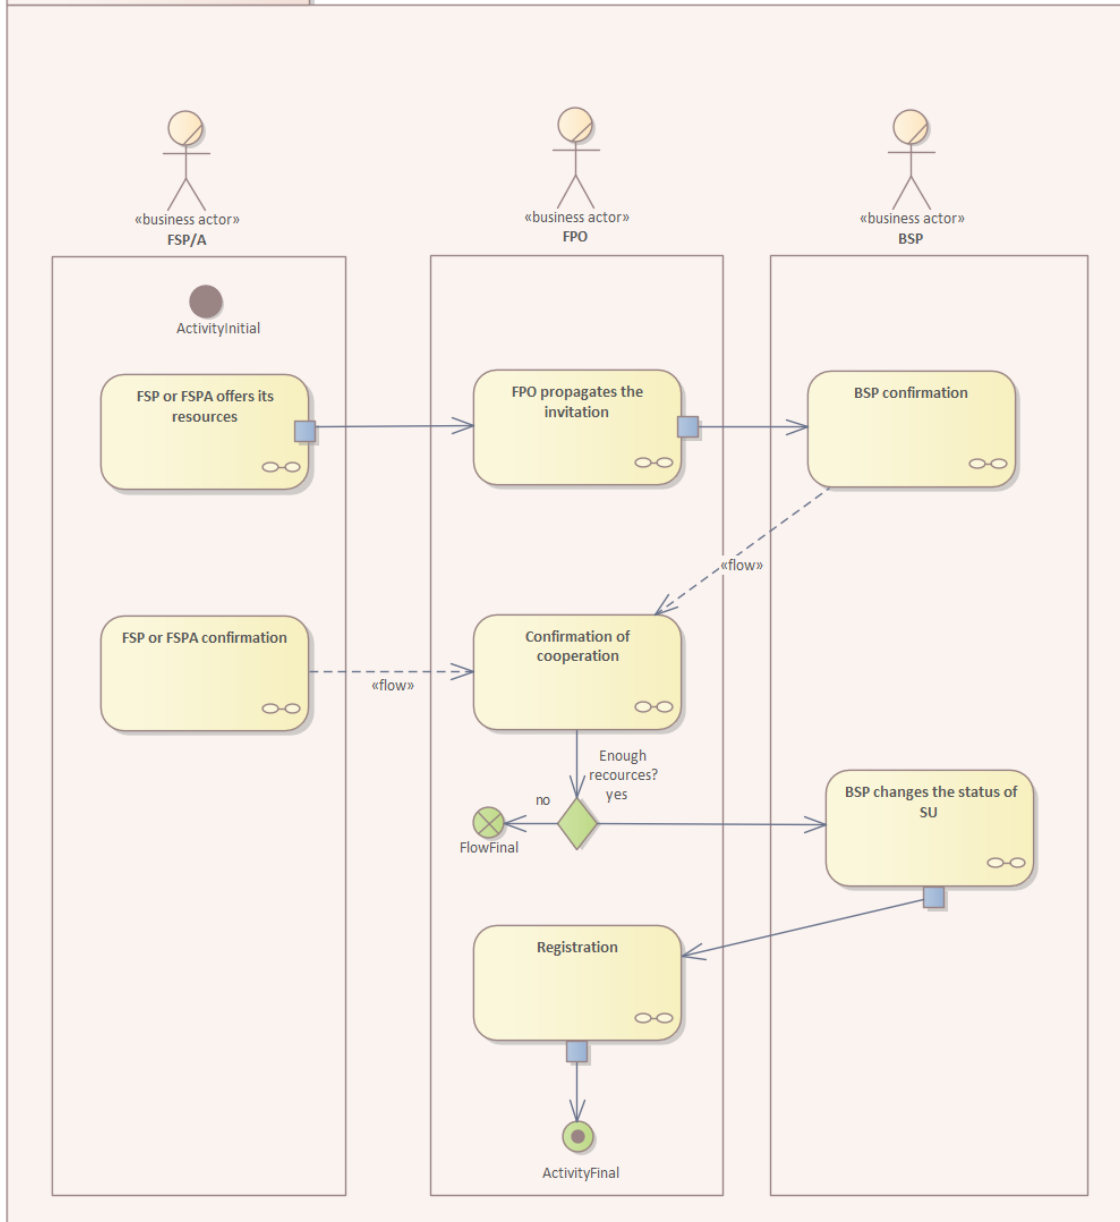 «business actor»
FSP/A
«business actor»
FPO
«business actor»
BSP
ActivityInitial
FSP or FSPA offers its
resources
FPO propagates the
invitation
BSP confirmation
«flow»
FSP or FSPA confirmation
«flow»
Confirmation of
cooperation
Enough
recources?
yes
no
FlowFinal
BSP changes the status of
SU
Registration
ActivityFinal